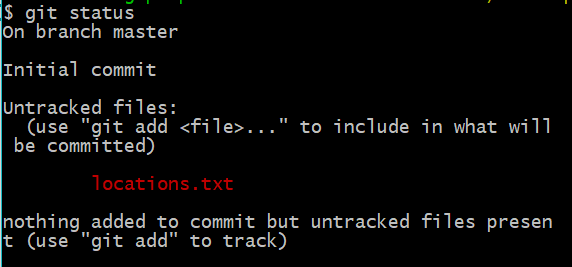 $ git status
On branch master
Initial commit
Untracked files:
(use "git add <file>..." to include in what will
be committed)
locations.txt
nothing added to commit but untracked files presen
t (use "git add" to track)